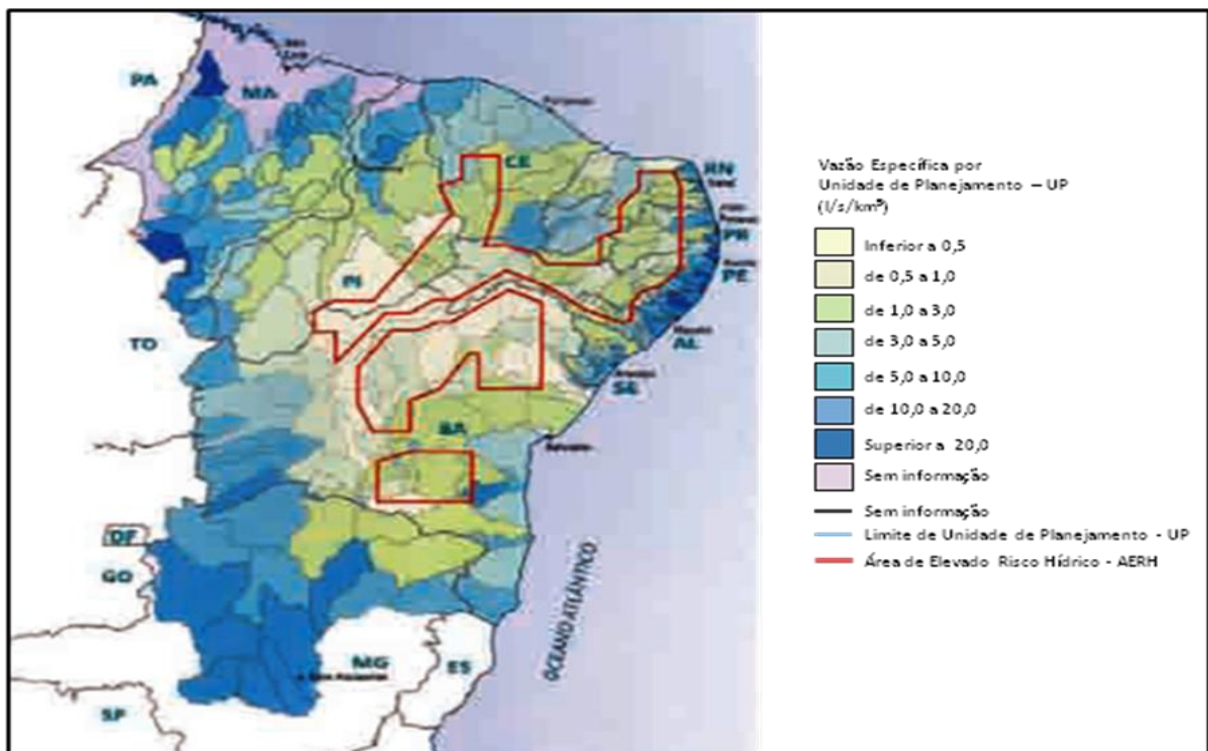 PA
MA
CE
RN
PB
PI
PE
TO
AL
SE
BA
Salvador
DF
GO
OCEANO ATLÂNTICO
MG
ES
SP
Vazão Específica por
Unidade de Planejamento – UP
(l/s/km²)
Inferior a 0,5
de 0,5 a 1,0
de 1,0 a 3,0
de 3,0 a 5,0
de 5,0 a 10,0
de 10,0 a 20,0
Superior a 20,0
Sem informação
Sem informação
Limite de Unidade de Planejamento - UP
Área de Elevado Risco Hídrico - AERH